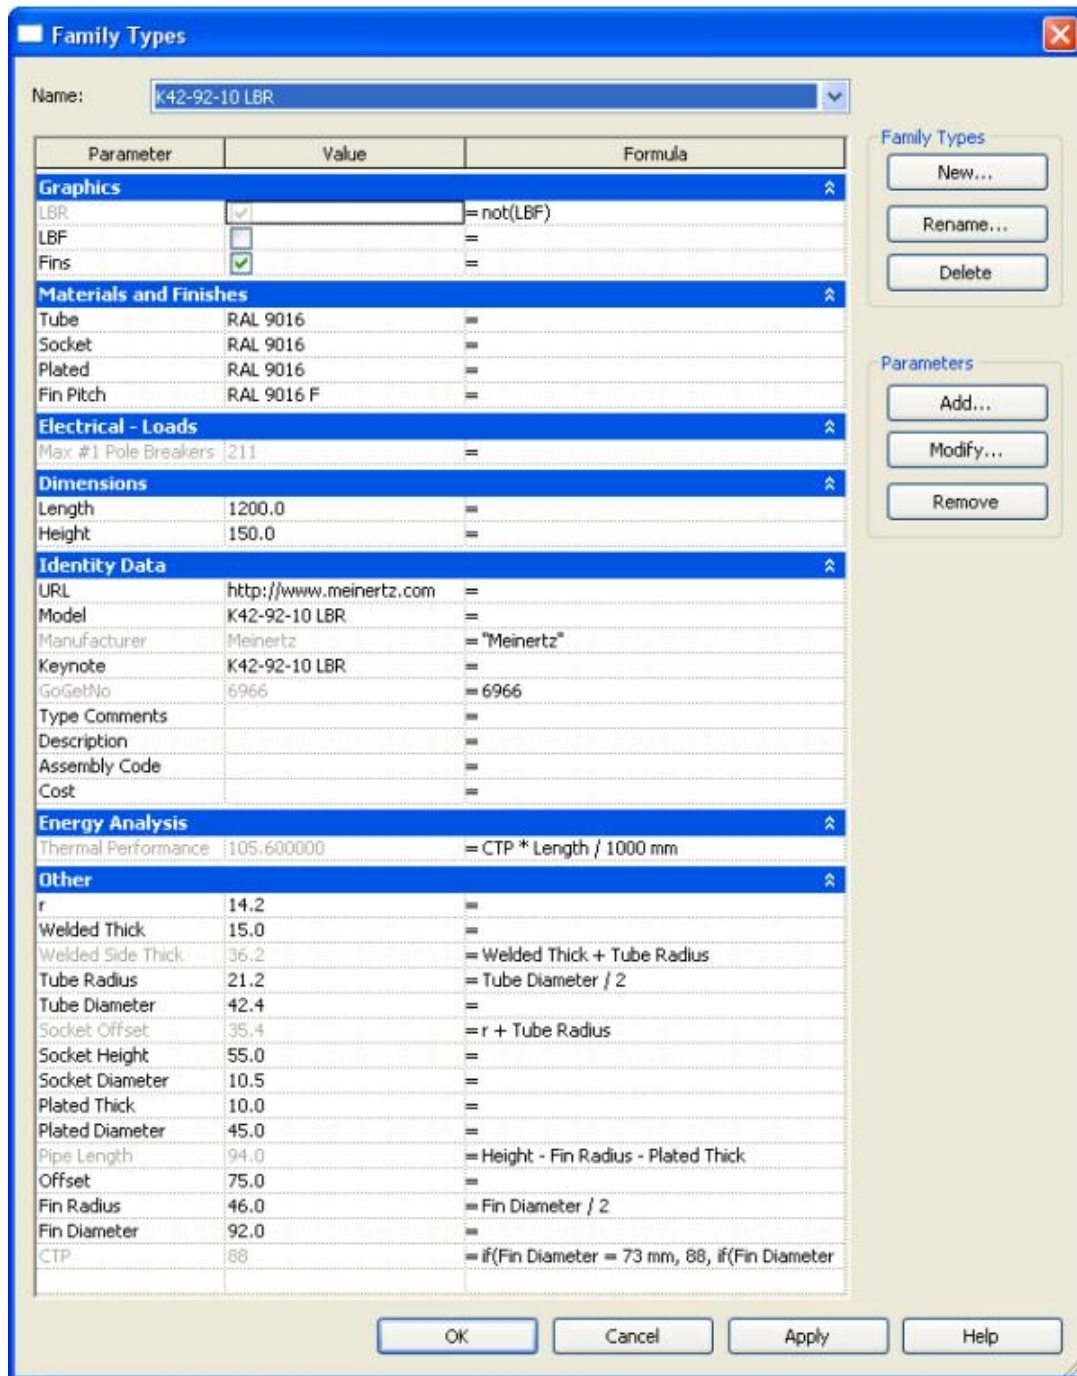 Family Types
Name: K42-92-10 LBR
Parameter Value Formula
Graphics
LBR = not(LBF)
LBF =
Fins =
Materials and Finishes
Tube RAL 9016 =
Socket RAL 9016 =
Plated RAL 9016 =
Fin Pitch RAL 9016 F =
Electrical - Loads
Max #1 Pole Breakers 211 =
Dimensions
Length 1200.0 =
Height 150.0 =
Identity Data
URL http://www.meinertz.com =
Model K42-92-10 LBR =
Manufacturer Meinertz = "Meinertz"
Keynote K42-92-10 LBR =
GoGetNo 6966 = 6966
Type Comments =
Description =
Assembly Code =
Cost =
Energy Analysis
Thermal Performance 105.600000 = CTP * Length / 1000 mm
Other
r 14.2 =
Welded Thick 15.0 =
Welded Side Thick 36.2 = Welded Thick + Tube Radius
Tube Radius 21.2 = Tube Diameter / 2
Tube Diameter 42.4 =
Socket Offset 35.4 = r + Tube Radius
Socket Height 55.0 =
Socket Diameter 10.5 =
Plated Thick 10.0 =
Plated Diameter 45.0 =
Pipe Length 94.0 = Height - Fin Radius - Plated Thick
Offset 75.0 =
Fin Radius 46.0 = Fin Diameter / 2
Fin Diameter 92.0 =
CTP 88 = if(Fin Diameter = 73 mm, 88, if(Fin Diameter
Family Types
New...
Rename...
Delete
Parameters
Add...
Modify...
Remove
OK Cancel Apply Help